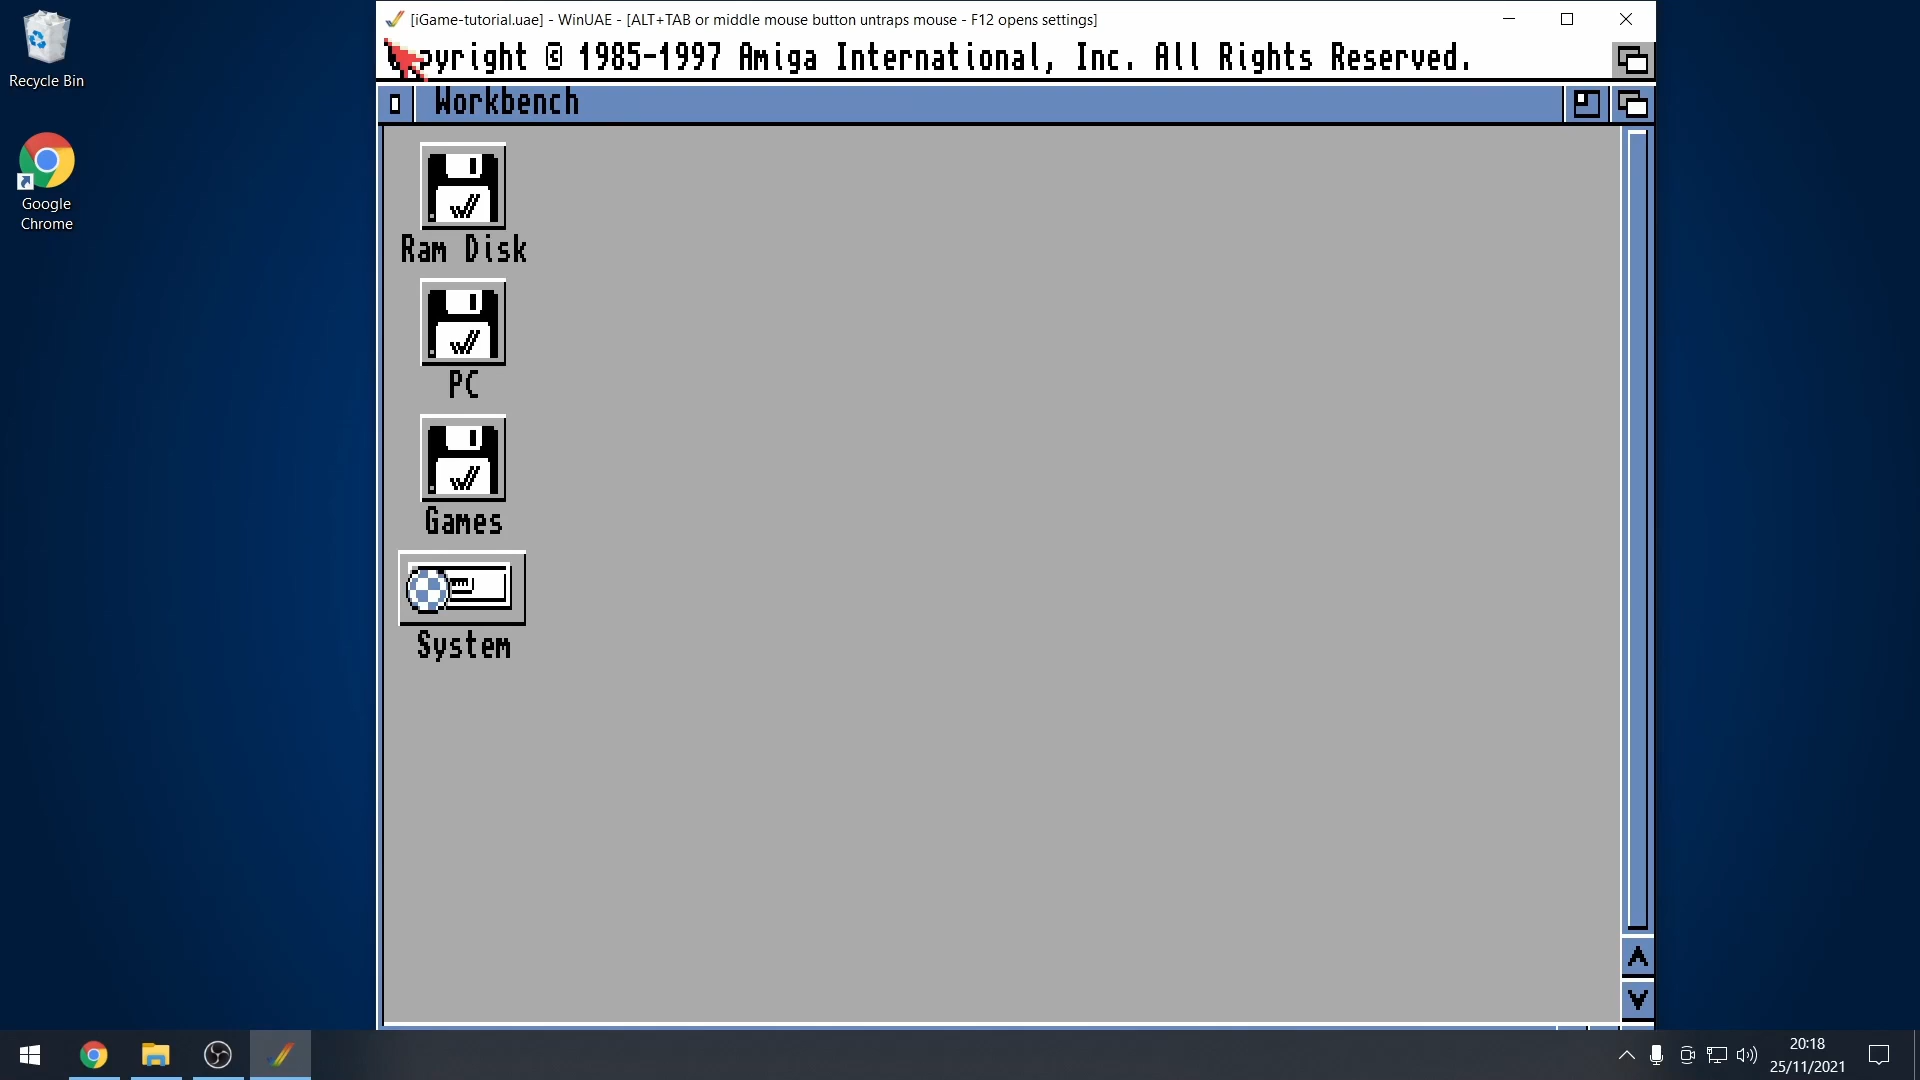 Recycle Bin
Google
Chrome
[iGame-tutorial.uae] - WinUAE - [ALT+TAB or middle mouse button untraps mouse - F12 opens settings]
Copyright © 1985-1997 Amiga International, Inc. All Rights Reserved.
Workbench
Ram Disk
PC
Games
System
20:18
25/11/2021